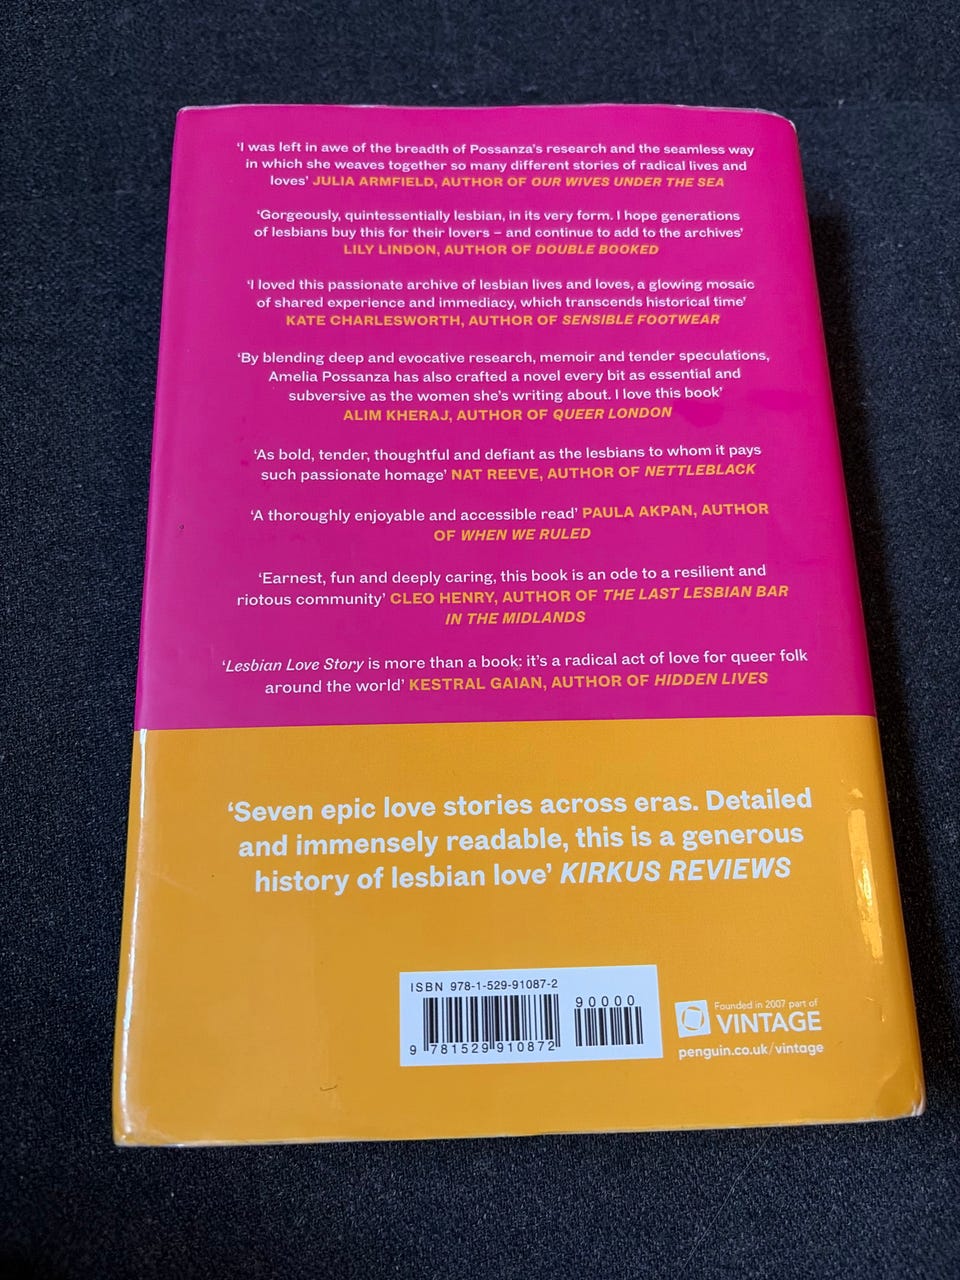 ‘I was left in awe of the breadth of Possanza’s research and the seamless way
in which she weaves together so many different stories of radical lives and
loves’ JULIA ARMFIELD, AUTHOR OF OUR WIVES UNDER THE SEA
‘Gorgeously, quintessentially lesbian, in its very form. I hope generations
of lesbians buy this for their lovers – and continue to add to the archives’
LILY LINDON, AUTHOR OF DOUBLE BOOKED
‘I loved this passionate archive of lesbian lives and loves, a glowing mosaic
of shared experience and immediacy, which transcends historical time’
KATE CHARLESWORTH, AUTHOR OF SENSIBLE FOOTWEAR
‘By blending deep and evocative research, memoir and tender speculations,
Amelia Possanza has also crafted a novel every bit as essential and
subversive as the women she’s writing about. I love this book’
ALIM KHERAJ, AUTHOR OF QUEER LONDON
‘As bold, tender, thoughtful and defiant as the lesbians to whom it pays
such passionate homage’ NAT REEVE, AUTHOR OF NETTLEBLACK
‘A thoroughly enjoyable and accessible read’ PAULA AKPAN, AUTHOR
OF WHEN WE RULED
‘Earnest, fun and deeply caring, this book is an ode to a resilient and
riotous community’ CLEO HENRY, AUTHOR OF THE LAST LESBIAN BAR
IN THE MIDLANDS
‘Lesbian Love Story is more than a book: it’s a radical act of love for queer folk
around the world’ KESTRAL GAIAN, AUTHOR OF HIDDEN LIVES
‘Seven epic love stories across eras. Detailed
and immensely readable, this is a generous
history of lesbian love’ KIRKUS REVIEWS
ISBN 978-1-529-91087-2
90000
9 781529 910872
Founded in 2007 part of
VINTAGE
penguin.co.uk/vintage